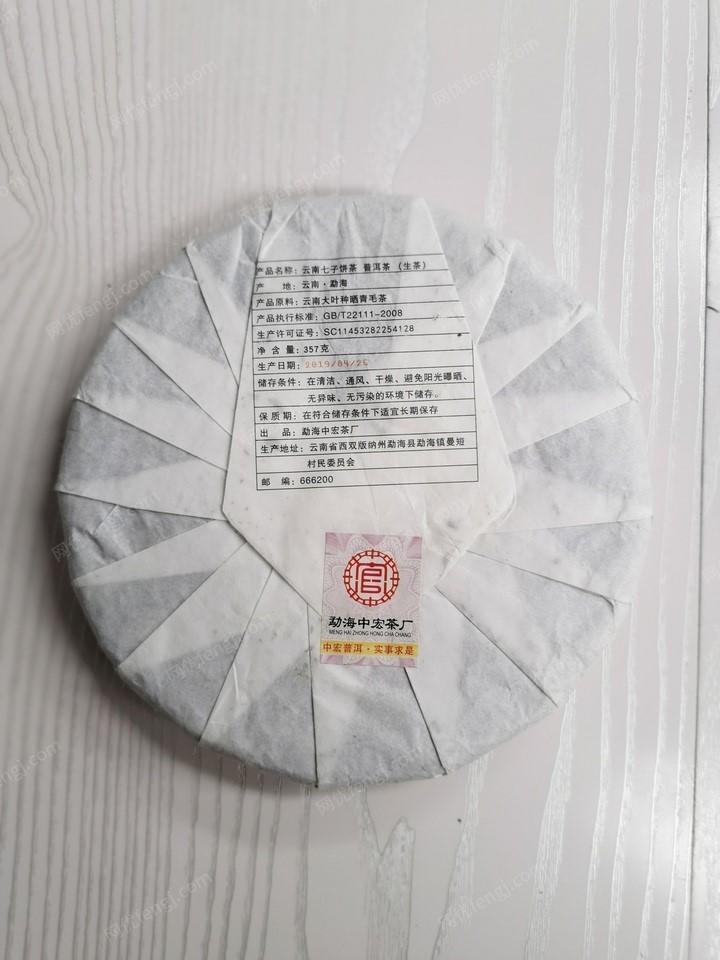 产品名称：云南七子饼茶 普洱茶（生茶）
产　　地：云南·勐海
产品原料：云南大叶种晒青毛茶
产品执行标准：GB/T22111-2008
生产许可证号：SC11453282254128
净 含 量：357克
生产日期：2019/04/26
储存条件：在清洁、通风、干燥、避免阳光曝晒、
无异味、无污染的环境下储存。
保 质 期：在符合储存条件下适宜长期保存
出　　品：勐海中宏茶厂
生产地址：云南省西双版纳州勐海县勐海镇曼短
村民委员会
邮　　编：666200
官
勐海中宏茶厂
MENG HAI ZHONG HONG CHA CHANG
中宏普洱·实事求是